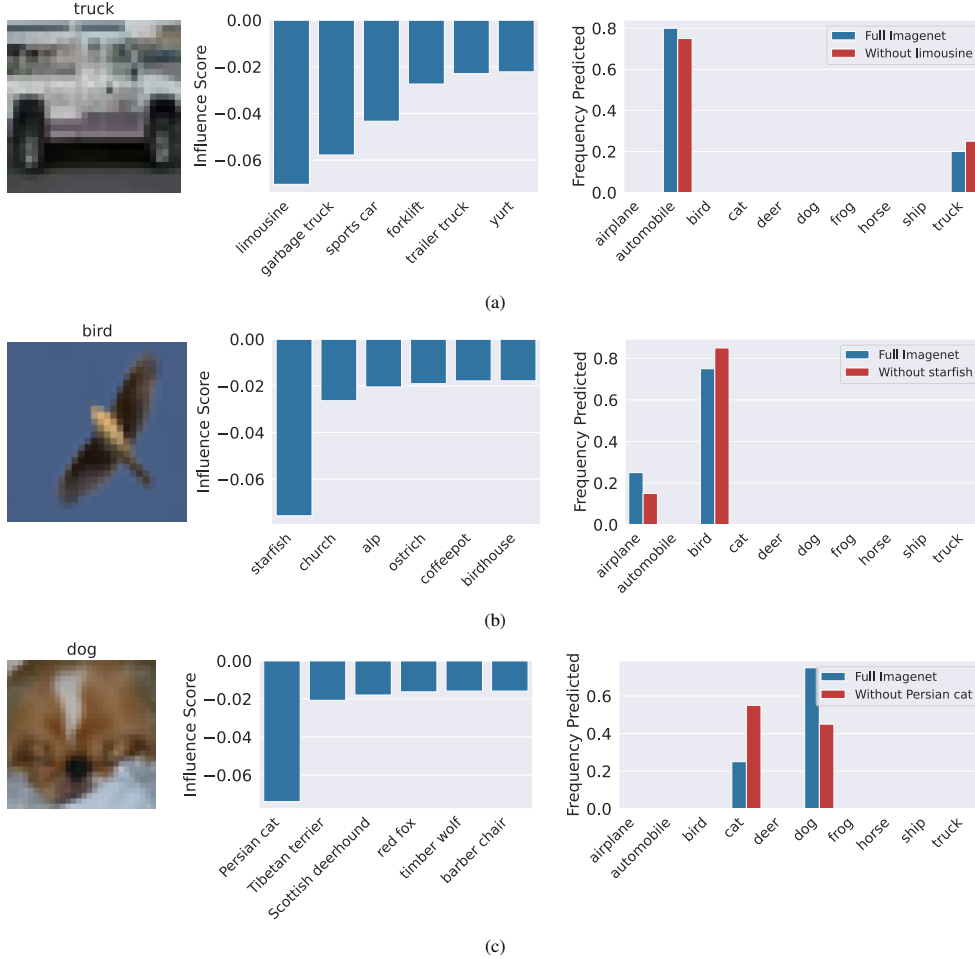 truck
Influence Score
0.00
−0.02
−0.04
−0.06
limousine
garbage truck
sports car
forklift
trailer truck
yurt
Frequency Predicted
0.8
0.6
0.4
0.2
0.0
Full Imagenet
Without limousine
airplane
automobile
bird
cat
deer
dog
frog
horse
ship
truck
(a)
bird
Influence Score
0.00
−0.02
−0.04
−0.06
starfish
church
alp
ostrich
coffeepot
birdhouse
Frequency Predicted
0.8
0.6
0.4
0.2
0.0
Full Imagenet
Without starfish
airplane
automobile
bird
cat
deer
dog
frog
horse
ship
truck
(b)
dog
Influence Score
0.00
−0.02
−0.04
−0.06
Persian cat
Tibetan terrier
Scottish deerhound
red fox
timber wolf
barber chair
Frequency Predicted
0.6
0.4
0.2
0.0
Full Imagenet
Without Persian cat
airplane
automobile
bird
cat
deer
dog
frog
horse
ship
truck
(c)